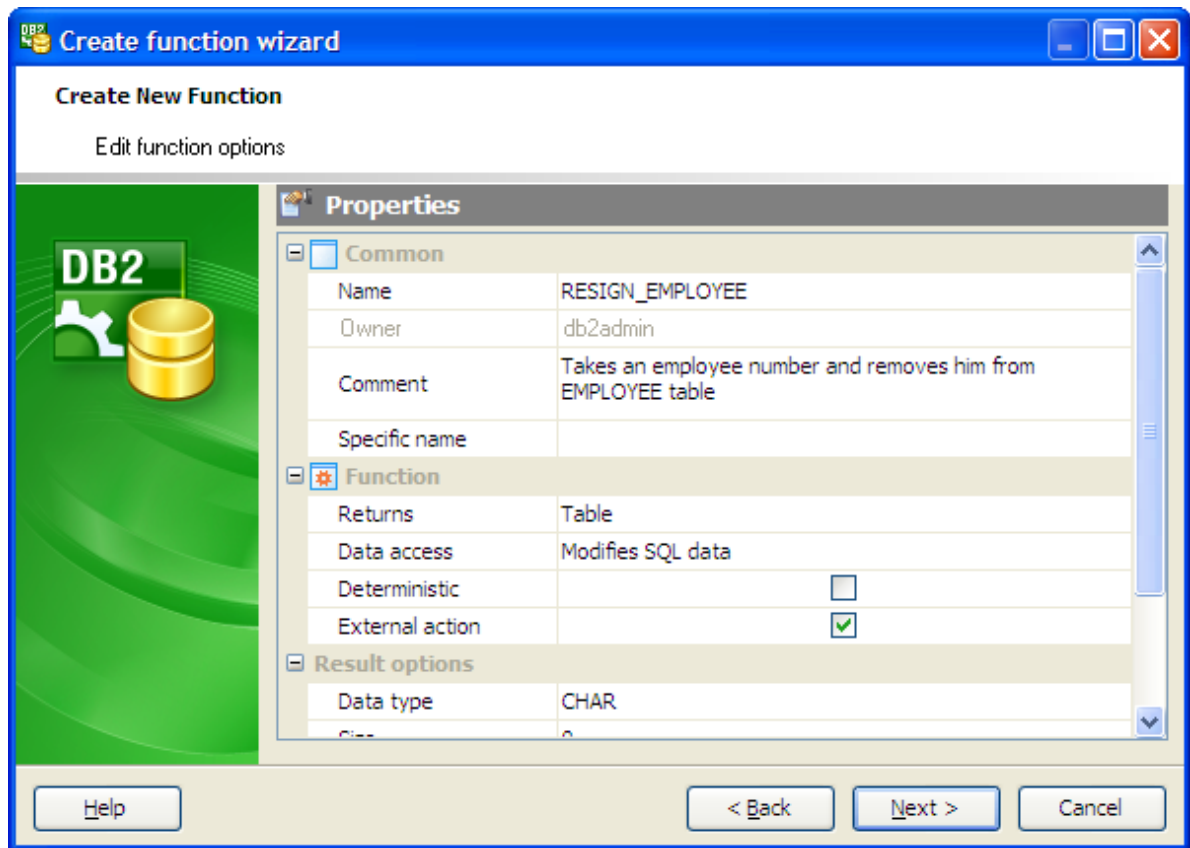 DB2
Create function wizard
Create New Function
Edit function options
DB2
Properties
Common
Name RESIGN_EMPLOYEE
Owner db2admin
Comment Takes an employee number and removes him from
EMPLOYEE table
Specific name
Function
Returns Table
Data access Modifies SQL data
Deterministic
External action
Result options
Data type CHAR
Help < Back Next > Cancel